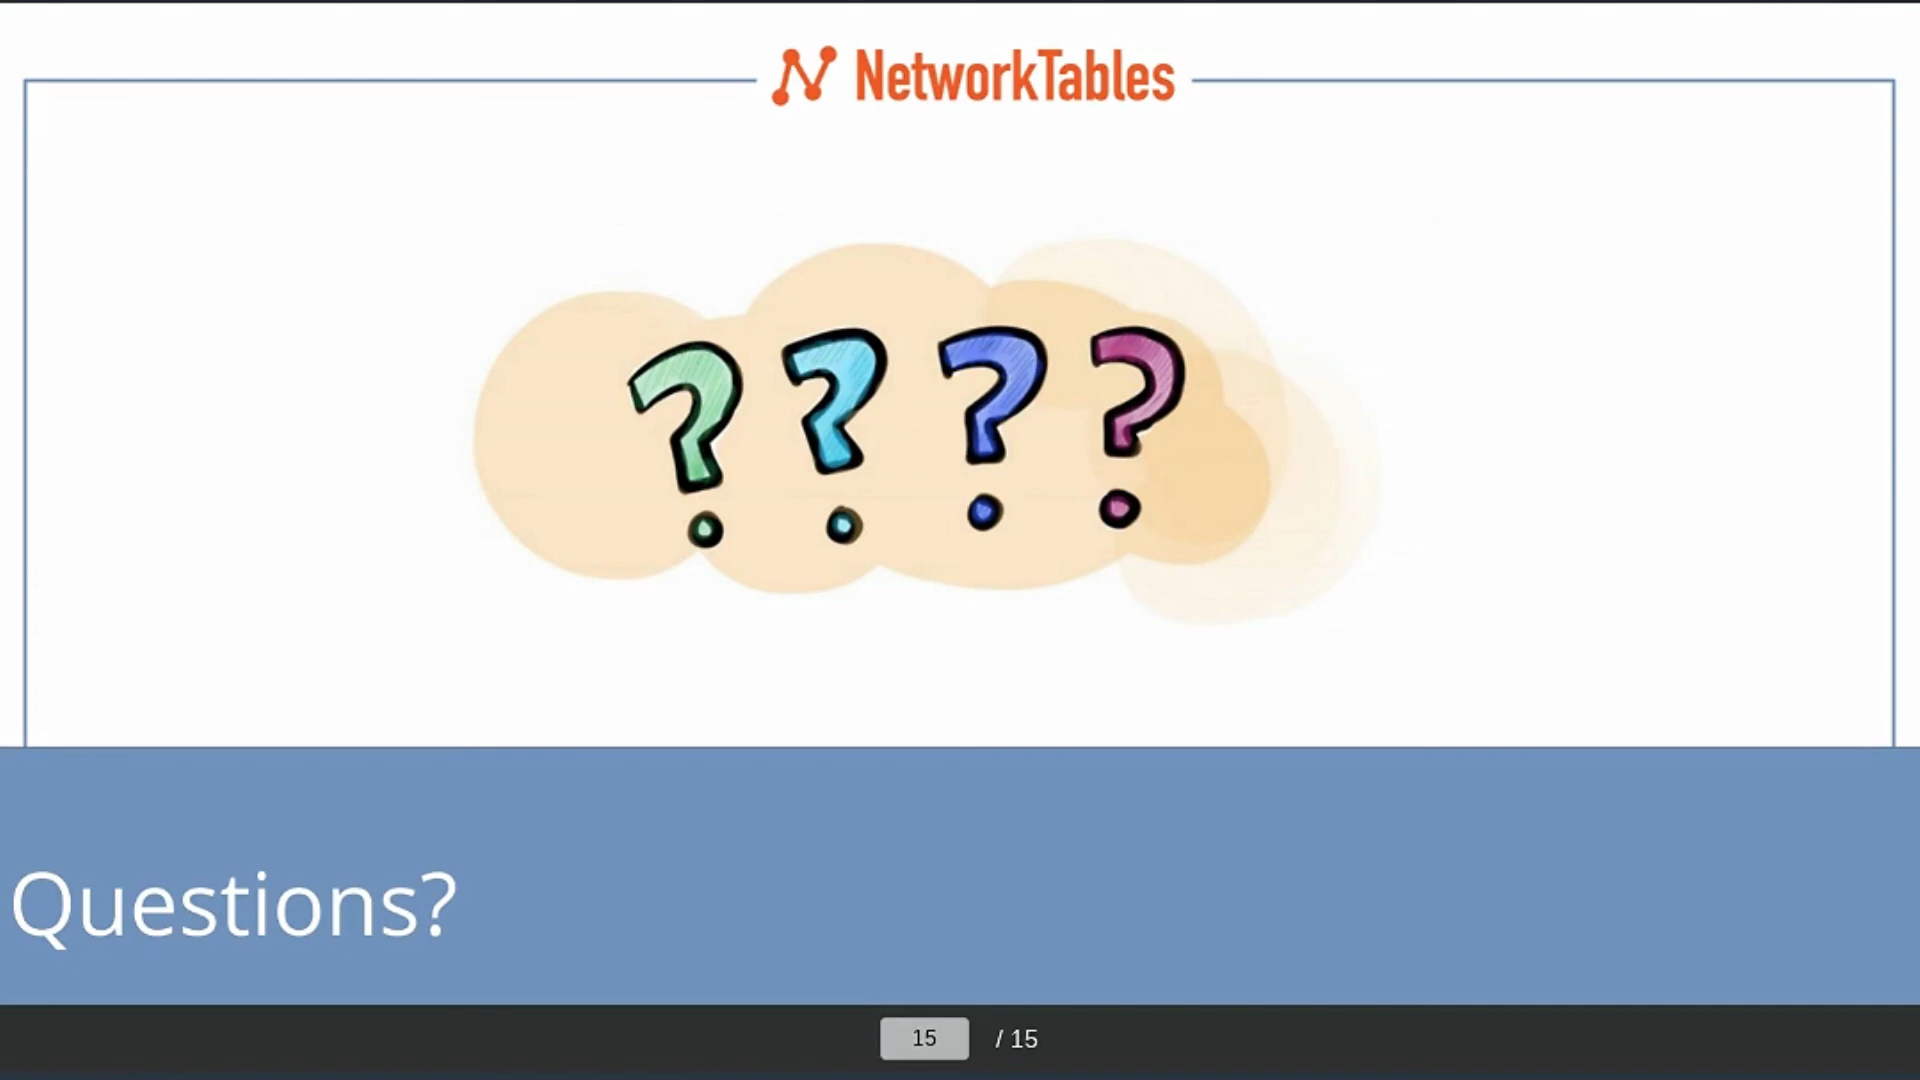 NetworkTables
? ? ? ?
Questions?
15 / 15